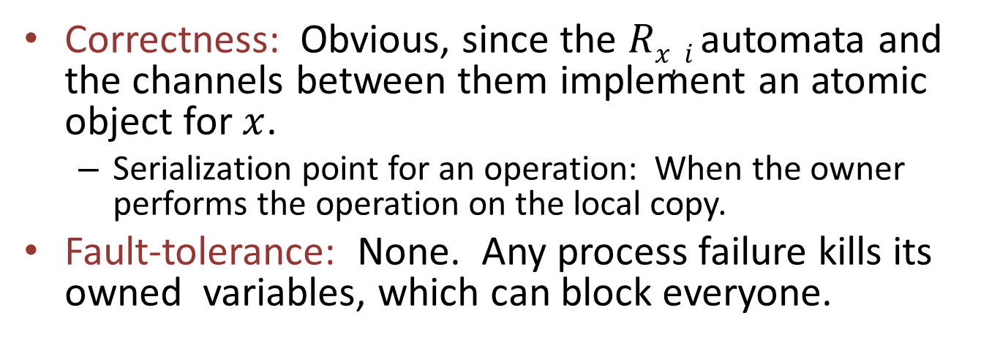 • Correctness: Obvious, since the R_{x,i} automata and
the channels between them implement an atomic
object for x.
– Serialization point for an operation: When the owner
performs the operation on the local copy.
• Fault-tolerance: None. Any process failure kills its
owned variables, which can block everyone.